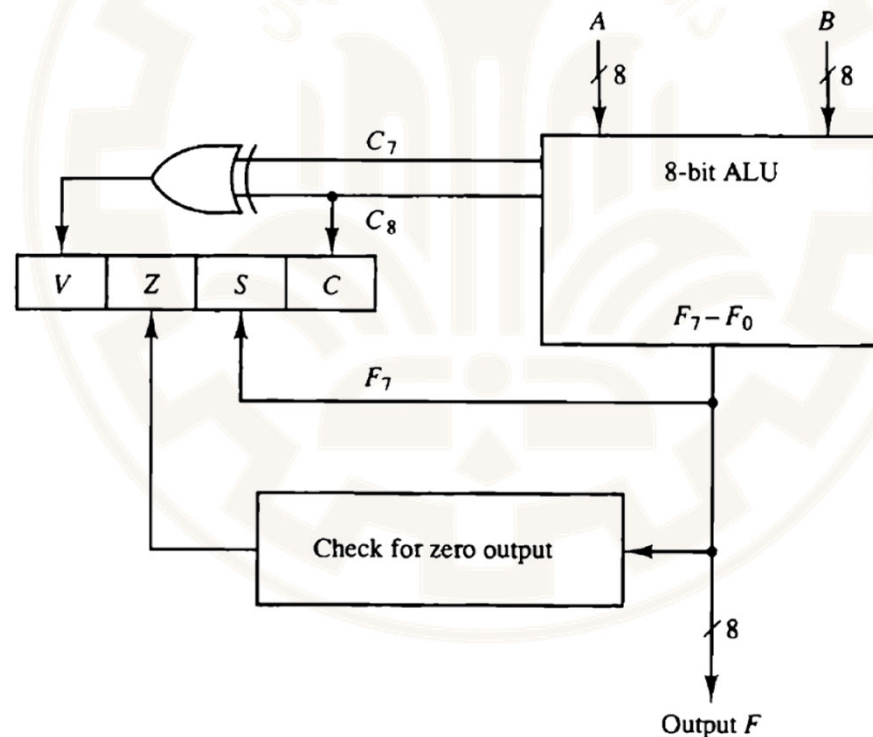 A B
8 8
C₇
8-bit ALU
C₈
V Z S C
F₇ – F₀
F₇
Check for zero output
8
Output F